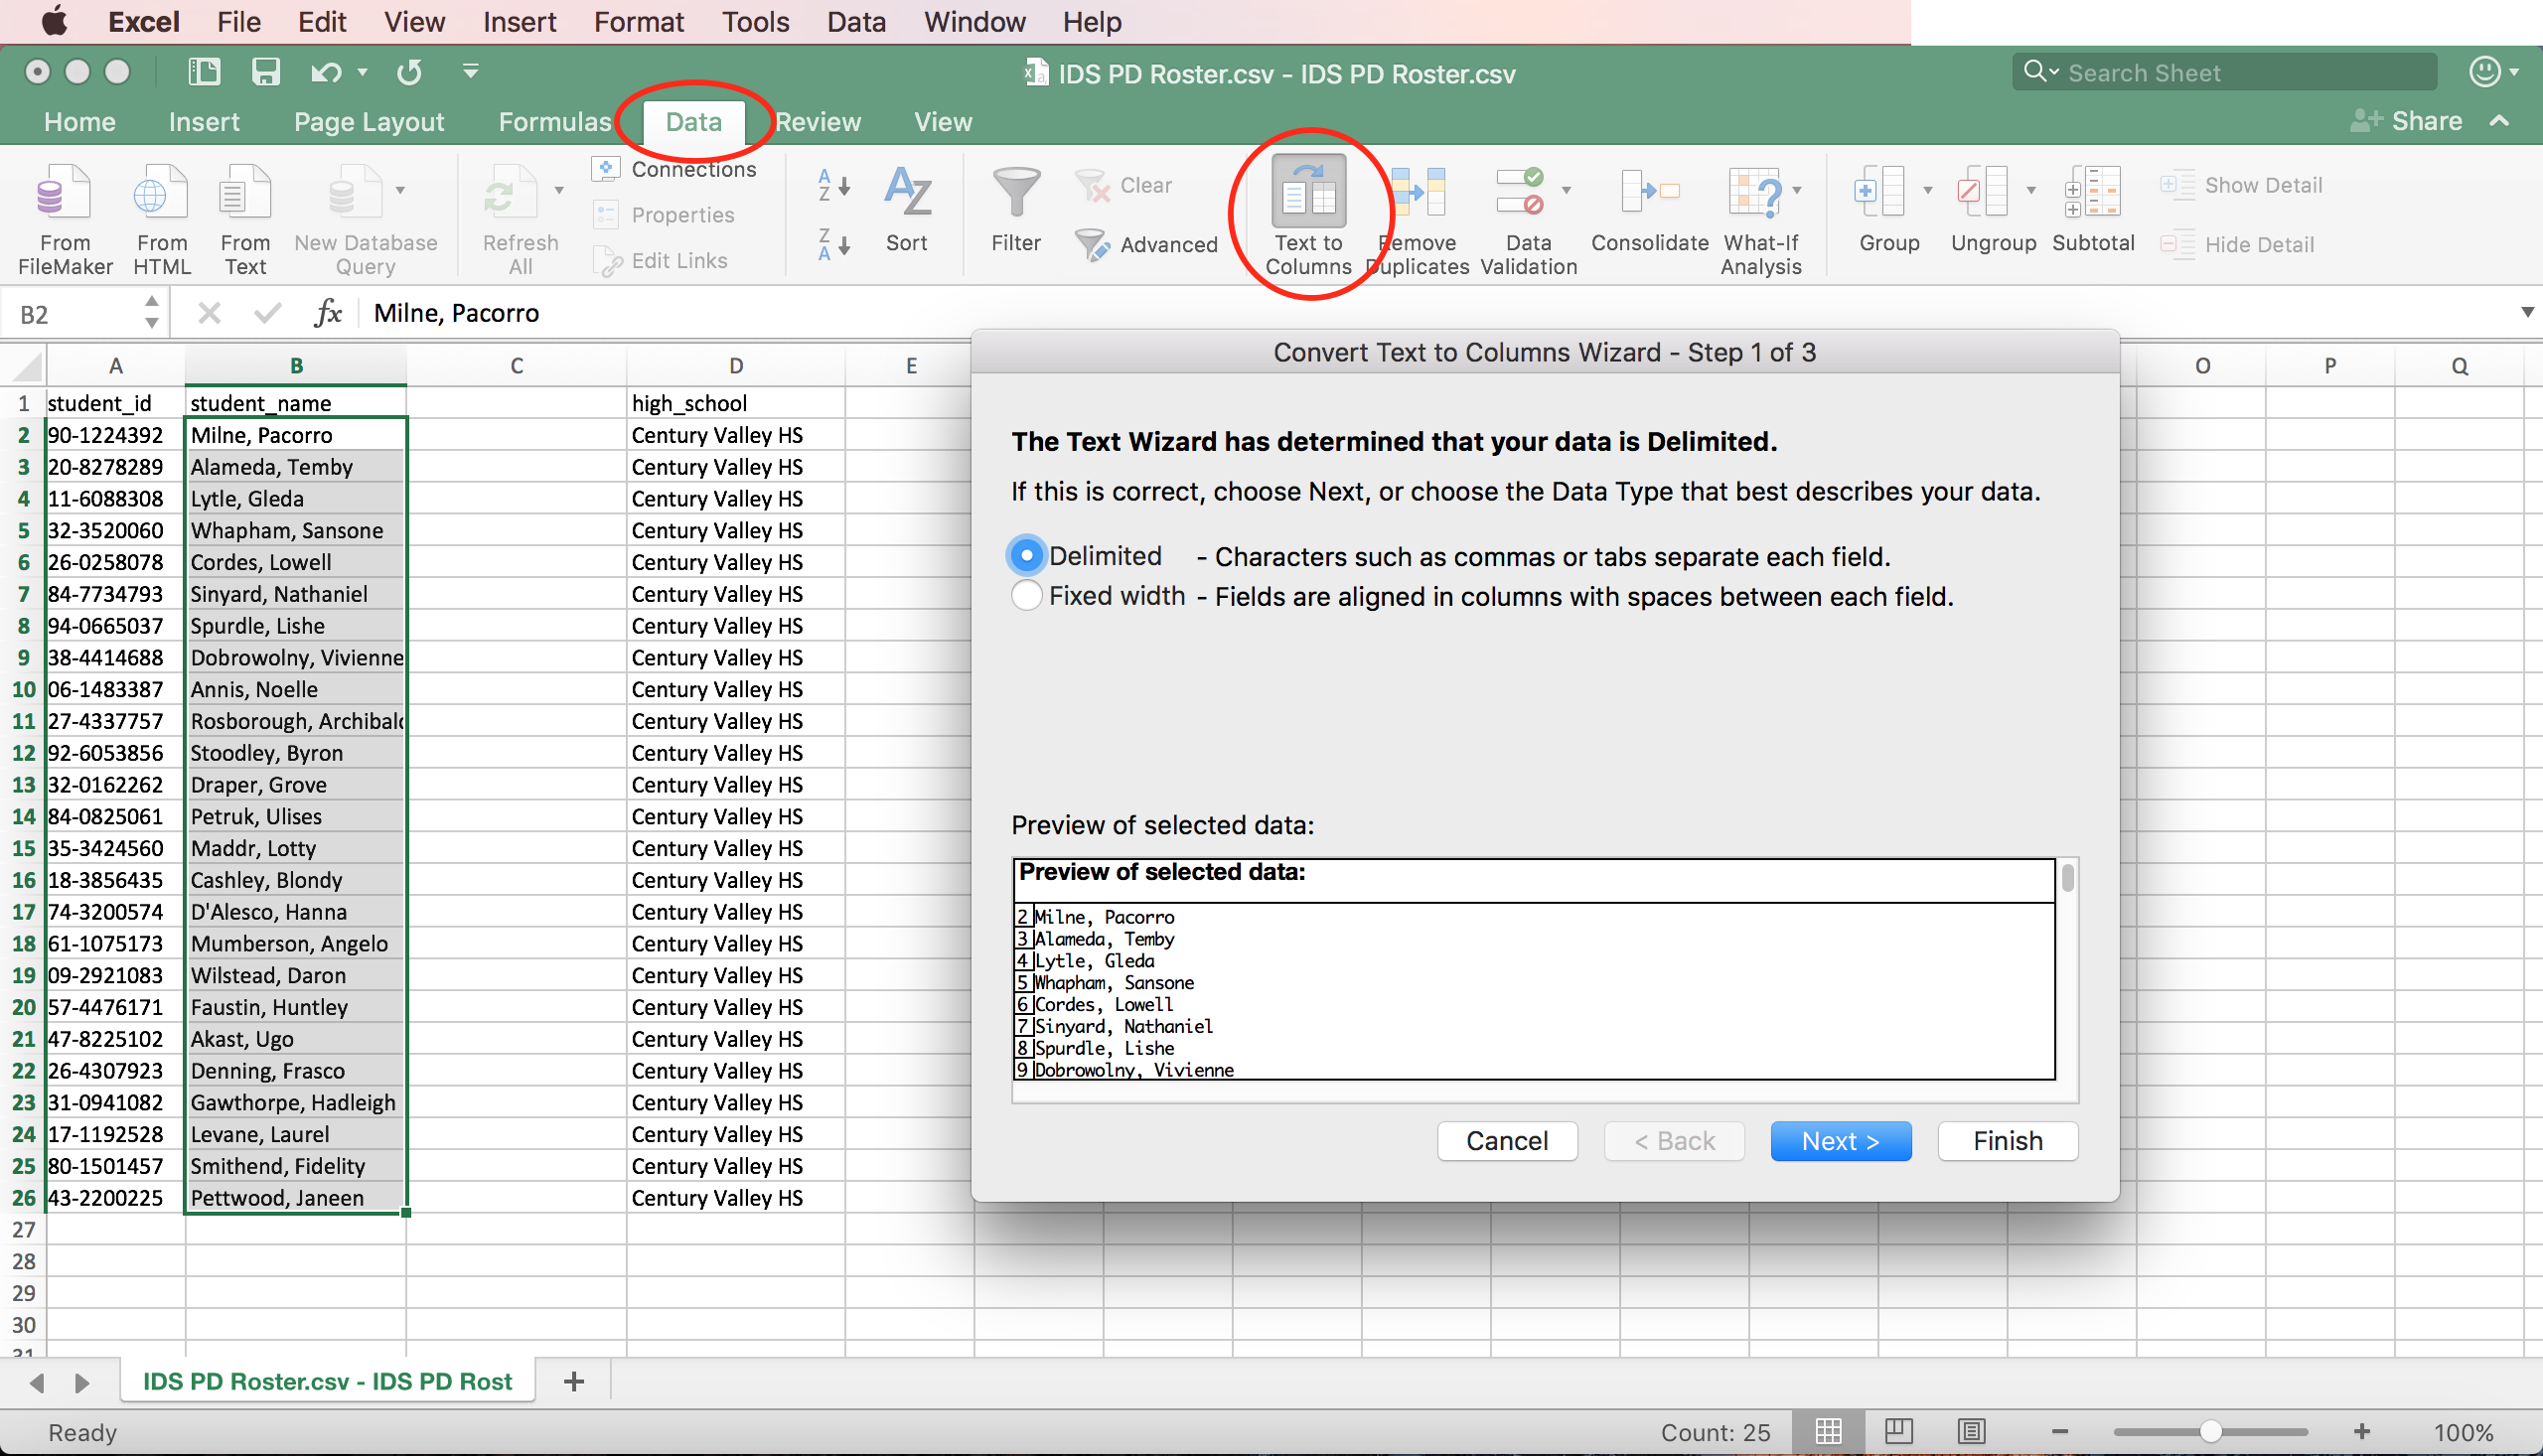 Excel File Edit View Insert Format Tools Data Window Help
IDS PD Roster.csv - IDS PD Roster.csv
Search Sheet
Home Insert Page Layout Formulas Data Review View
Share
From FileMaker
From HTML
From Text
New Database Query
Refresh All
Connections
Properties
Edit Links
Sort
Filter
Clear
Advanced
Text to Columns
Remove Duplicates
Data Validation
Consolidate
What-If Analysis
Group
Ungroup
Subtotal
Show Detail
Hide Detail
B2 fx Milne, Pacorro
A B C D E O P Q
1 student_id student_name high_school
2 90-1224392 Milne, Pacorro Century Valley HS
3 20-8278289 Alameda, Temby Century Valley HS
4 11-6088308 Lytle, Gleda Century Valley HS
5 32-3520060 Whapham, Sansone Century Valley HS
6 26-0258078 Cordes, Lowell Century Valley HS
7 84-7734793 Sinyard, Nathaniel Century Valley HS
8 94-0665037 Spurdle, Lishe Century Valley HS
9 38-4414688 Dobrowolny, Vivienne Century Valley HS
10 06-1483387 Annis, Noelle Century Valley HS
11 27-4337757 Rosborough, Archibald Century Valley HS
12 92-6053856 Stoodley, Byron Century Valley HS
13 32-0162262 Draper, Grove Century Valley HS
14 84-0825061 Petruk, Ulises Century Valley HS
15 35-3424560 Maddr, Lotty Century Valley HS
16 18-3856435 Cashley, Blondy Century Valley HS
17 74-3200574 D'Alesco, Hanna Century Valley HS
18 61-1075173 Mumberson, Angelo Century Valley HS
19 09-2921083 Wilstead, Daron Century Valley HS
20 57-4476171 Faustin, Huntley Century Valley HS
21 47-8225102 Akast, Ugo Century Valley HS
22 26-4307923 Denning, Frasco Century Valley HS
23 31-0941082 Gawthorpe, Hadleigh Century Valley HS
24 17-1192528 Levane, Laurel Century Valley HS
25 80-1501457 Smithend, Fidelity Century Valley HS
26 43-2200225 Pettwood, Janeen Century Valley HS
27
28
29
30
31
Convert Text to Columns Wizard - Step 1 of 3
The Text Wizard has determined that your data is Delimited.
If this is correct, choose Next, or choose the Data Type that best describes your data.
Delimited - Characters such as commas or tabs separate each field.
Fixed width - Fields are aligned in columns with spaces between each field.
Preview of selected data:
Preview of selected data:
2 Milne, Pacorro
3 Alameda, Temby
4 Lytle, Gleda
5 Whapham, Sansone
6 Cordes, Lowell
7 Sinyard, Nathaniel
8 Spurdle, Lishe
9 Dobrowolny, Vivienne
Cancel < Back Next > Finish
IDS PD Roster.csv - IDS PD Rost +
Ready Count: 25 100%